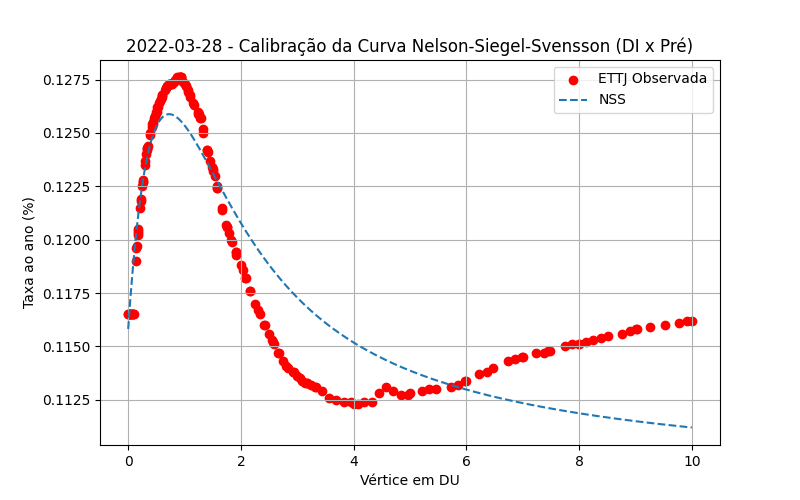 2022-03-28 - Calibração da Curva Nelson-Siegel-Svensson (DI x Pré)
ETTJ Observada
NSS
Taxa ao ano (%)
0.1275
0.1250
0.1225
0.1200
0.1175
0.1150
0.1125
0 2 4 6 8 10
Vértice em DU